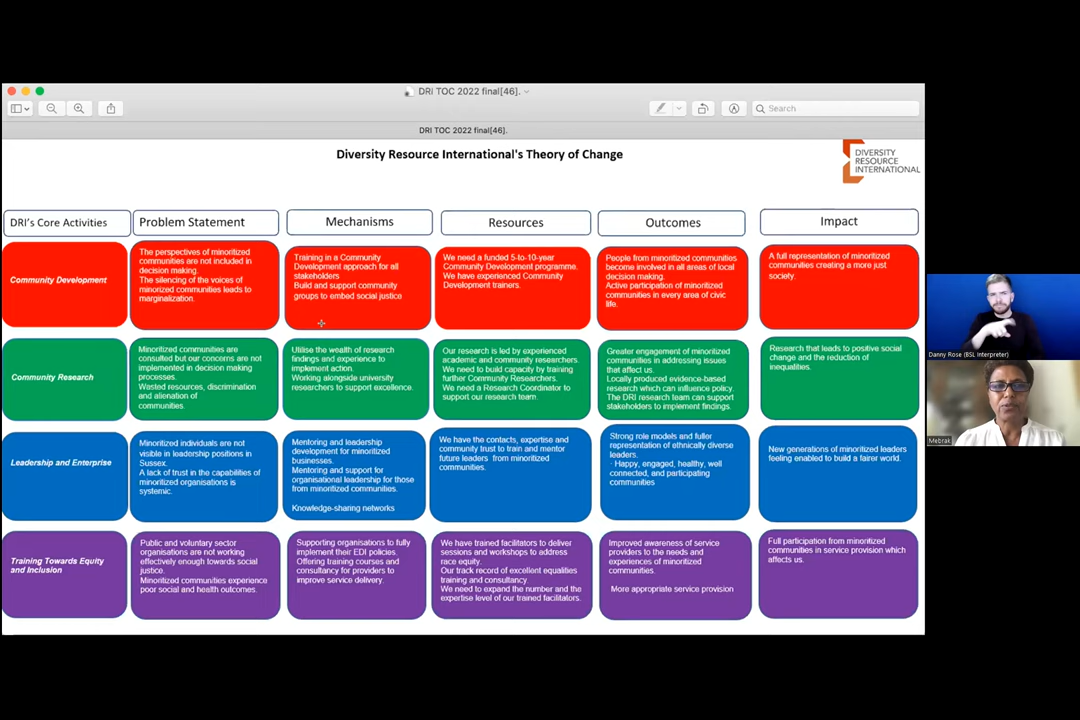 DRI TOC 2022 final[46].
Search
DRI TOC 2022 final[46].
Diversity Resource International's Theory of Change
DIVERSITY
RESOURCE
INTERNATIONAL
DRI's Core Activities
Problem Statement
Mechanisms
Resources
Outcomes
Impact
Community Development
The perspectives of minoritized
communities are not included in
decision making.
The silencing of the voices of
minorized communities leads to
marginalization.
Training in a Community
Development approach for all
stakeholders
Build and support community
groups to embed social justice
We need a funded 5-to-10-year
Community Development programme.
We have experienced Community
Development trainers.
People from minoritized communities
become involved in all areas of local
decision making.
Active participation of minoritized
communities in every area of civic
life.
A full representation of minoritized
communities creating a more just
society.
Community Research
Minoritized communities are
consulted but our concerns are not
implemented in decision making
processes.
Wasted resources, discrimination
and alienation of
communities.
Utilise the wealth of research
findings and experience to
implement action.
Working alongside university
researchers to support excellence.
Our research is led by experienced
academic and community researchers.
We need to build capacity by training
further Community Researchers.
We need a Research Coordinator to
support our research team.
Greater engagement of minoritized
communities in addressing issues
that affect us.
Locally produced evidence-based
research which can influence policy.
The DRI research team can support
stakeholders to implement findings.
Research that leads to positive social
change and the reduction of
inequalities.
Leadership and Enterprise
Minoritized individuals are not
visible in leadership positions in
Sussex.
A lack of trust in the capabilities of
minoritized organisations is
systemic.
Mentoring and leadership
development for minoritized
businesses.
Mentoring and support for
organisational leadership for those
from minoritized communities.
Knowledge-sharing networks
We have the contacts, expertise and
community trust to train and mentor
future leaders from minoritized
communities.
Strong role models and fuller
representation of ethnically diverse
leaders.
· Happy, engaged, healthy, well
connected, and participating
communities
New generations of minoritized leaders
feeling enabled to build a fairer world.
Training Towards Equity
and Inclusion
Public and voluntary sector
organisations are not working
effectively enough towards social
justice.
Minoritized communities experience
poor social and health outcomes.
Supporting organisations to fully
implement their EDI policies.
Offering training courses and
consultancy for providers to
improve service delivery.
We have trained facilitators to deliver
sessions and workshops to address
race equity.
Our track record of excellent equalities
training and consultancy.
We need to expand the number and the
expertise level of our trained facilitators.
Improved awareness of service
providers to the needs and
experiences of minoritized
communities.
More appropriate service provision
Full participation from minoritized
communities in service provision which
affects us.
Danny Rose (BSL Interpreter)
Mebrak